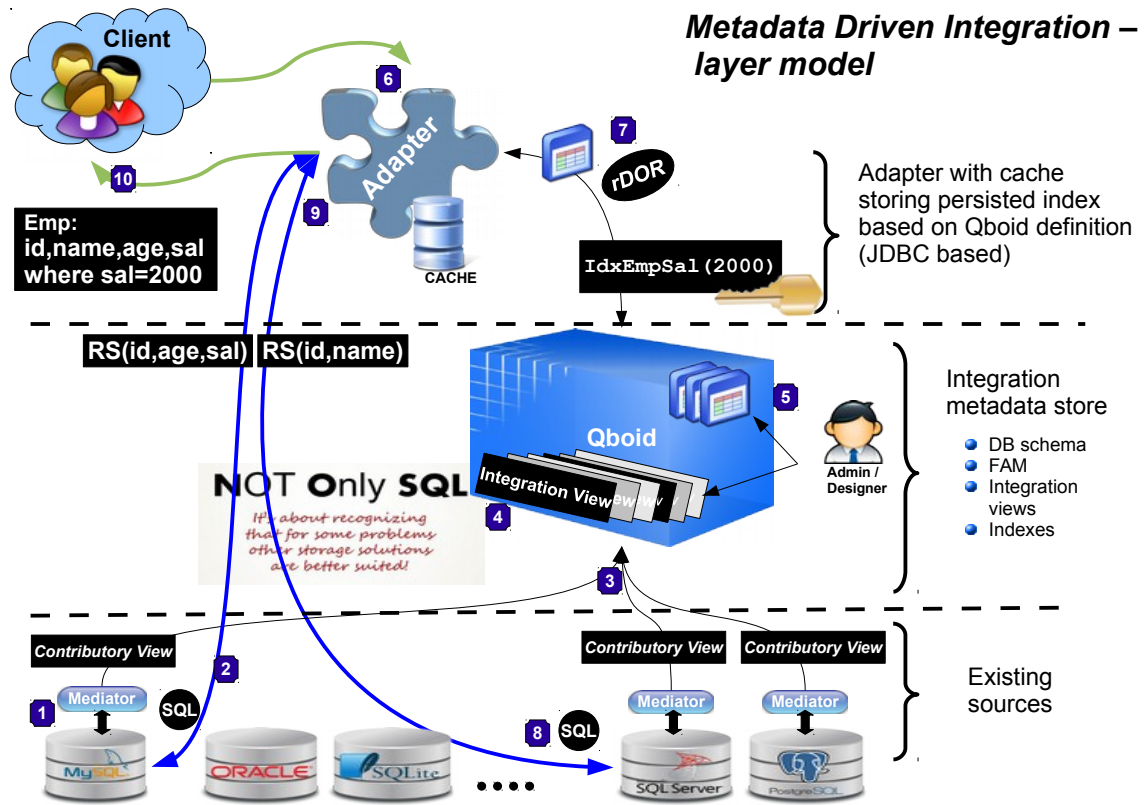 Metadata Driven Integration –
layer model
Client
6
Adapter
7
rDOR
10
9
Emp:
id,name,age,sal
where sal=2000
CACHE
IdxEmpSal(2000)
Adapter with cache
storing persisted index
based on Qboid definition
(JDBC based)
RS(id,age,sal)
RS(id,name)
5
Qboid
Integration View
ew
iw
v
4
Admin /
Designer
Integration
metadata store
DB schema
FAM
Integration
views
Indexes
NOT Only SQL
It's about recognizing
that for some problems
other storage solutions
are better suited!
3
Contributory View
Contributory View
Contributory View
2
1
Mediator
SQL
8
SQL
Mediator
Mediator
Existing
sources
MySQL
ORACLE
SQLite
SQL Server
PostgreSQL